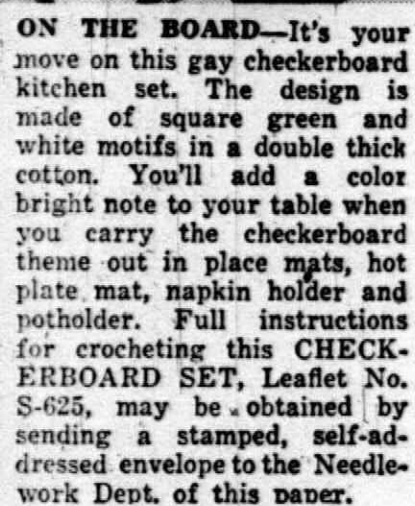 ON THE BOARD—It's your
move on this gay checkerboard
kitchen set. The design is
made of square green and
white motifs in a double thick
cotton. You'll add a color
bright note to your table when
you carry the checkerboard
theme out in place mats, hot
plate mat, napkin holder and
potholder. Full instructions
for crocheting this CHECK-
ERBOARD SET, Leaflet No.
S-625, may be obtained by
sending a stamped, self-ad-
dressed envelope to the Needle-
work Dept. of this paper.